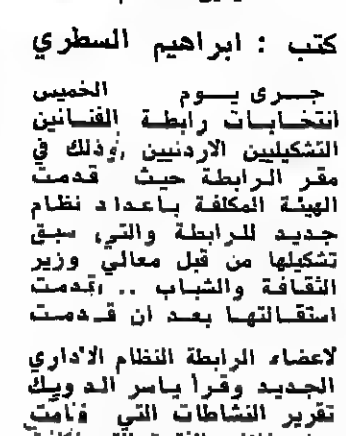 كتب : ابراهيم السطري
جرى يوم الخميس
انتخابات رابطة الفنانين
التشكيليين الاردنيين ,وذلك في
مقر الرابطة حيث قدمت
الهيئة المكلفة باعداد نظام
جديد للرابطة والتي سبق
تشكيلها من قبل معالي وزير
الثقافة والشباب .. تقدمت
استقالتها بعد ان قدمت
لاعضاء الرابطة النظام الاداري
الجديد وقرأ ياسر الدويك
تقرير النشاطات التي قامت